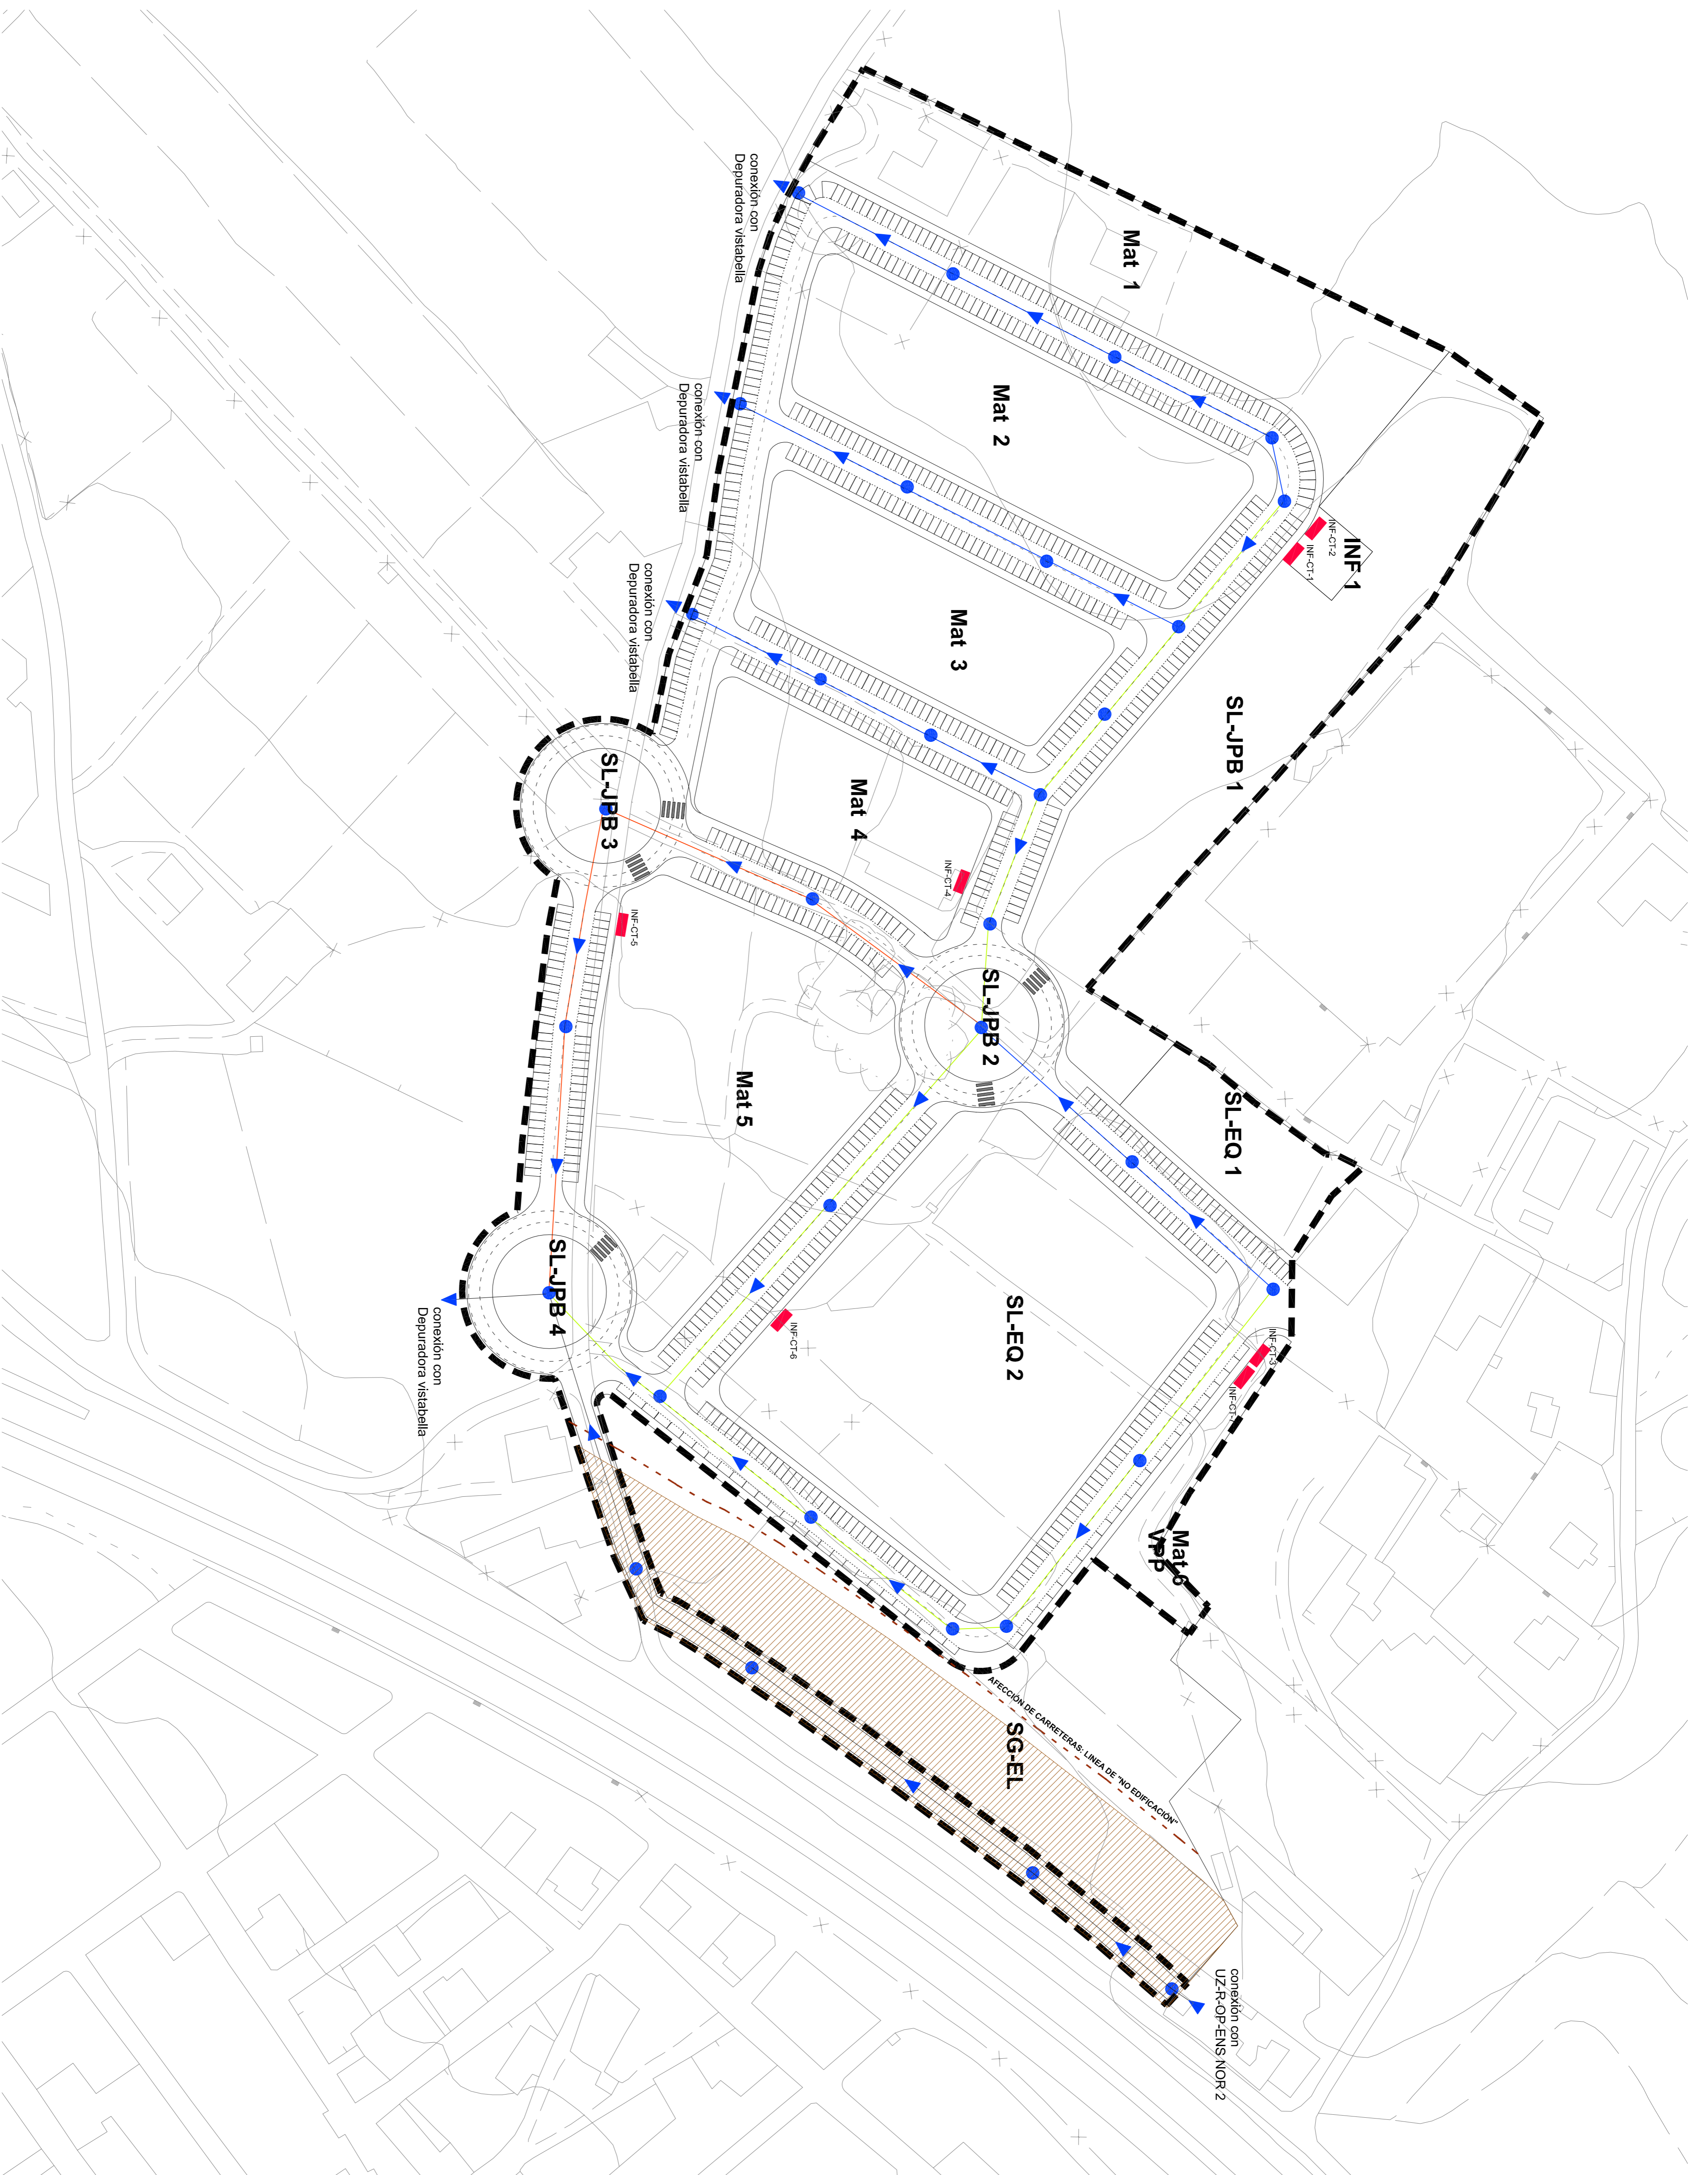 INF 1
INF-CT-2
INF-CT-1
SL-JPB 1
SL-EQ 1
INF-CT-3
Mat 6
VPP
conexión con
UZ-R-OP-ENS NOR 2
Mat 1
Mat 2
Mat 3
INF-CT-4
SL-JPB 2
SL-EQ 2
AFECCIÓN DE CARRETERAS: LINEA DE "NO EDIFICACIÓN"
SG-EL
Mat 4
INF-CT-6
conexión con
Depuradora vistabella
Mat 5
conexión con
Depuradora vistabella
conexión con
Depuradora vistabella
INF-CT-5
SL-JPB 3
SL-JPB 4
conexión con
Depuradora vistabella